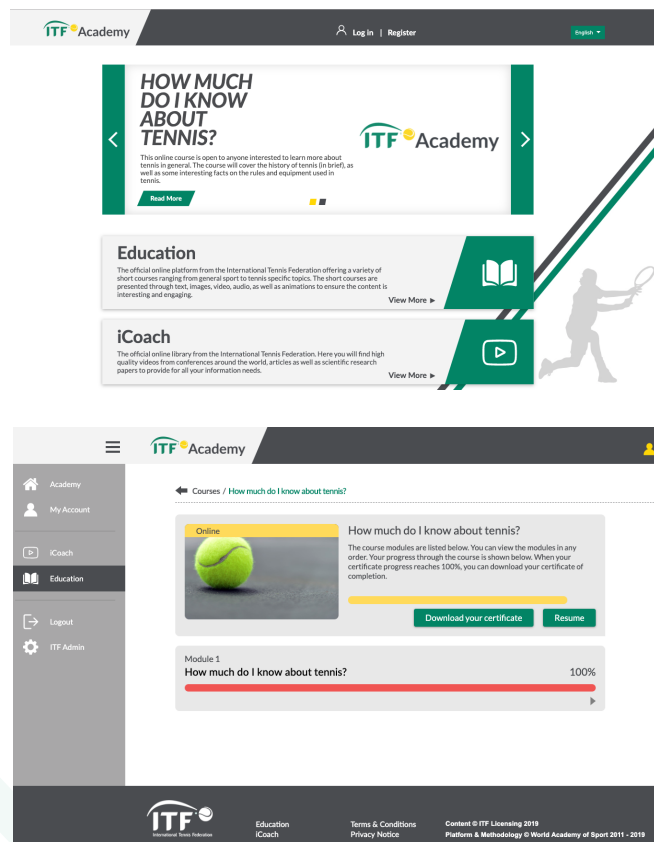 ITF Academy
Log in | Register
English
HOW MUCH
DO I KNOW
ABOUT
TENNIS?
This online course is open to anyone interested to learn more about
tennis in general. The course will cover the history of tennis (in brief), as
well as some interesting facts on the rules and equipment used in
tennis.
Read More
ITF Academy
Education
The official online platform from the International Tennis Federation offering a variety of
short courses ranging from general sport to tennis specific topics. The short courses are
presented through text, images, video, audio, as well as animations to ensure the content is
interesting and engaging.
View More
iCoach
The official online library from the International Tennis Federation. Here you will find high
quality videos from conferences around the world, articles as well as scientific research
papers to provide for all your information needs.
View More
ITF Academy
Academy
My Account
iCoach
Education
Logout
ITF Admin
Courses / How much do I know about tennis?
Online
How much do I know about tennis?
The course modules are listed below. You can view the modules in any
order. Your progress through the course is shown below. When your
certificate progress reaches 100%, you can download your certificate of
completion.
Download your certificate
Resume
Module 1
How much do I know about tennis?
100%
ITF
International Tennis Federation
Education
iCoach
Terms & Conditions
Privacy Notice
Content © ITF Licensing 2019
Platform & Methodology © World Academy of Sport 2011 - 2019